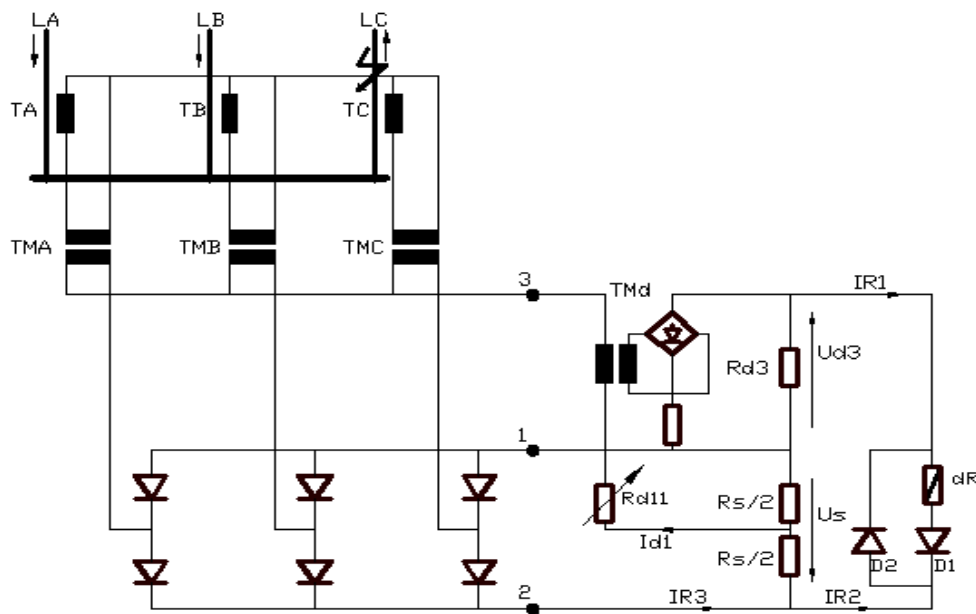 LA LB LC
TA TB TC
TMA TMB TMC
3 TMd IR1
Rd3 Ud3
1
Rd11 Rs/2 Us dR
Id1
Rs/2 D2 D1
2 IR3 IR2